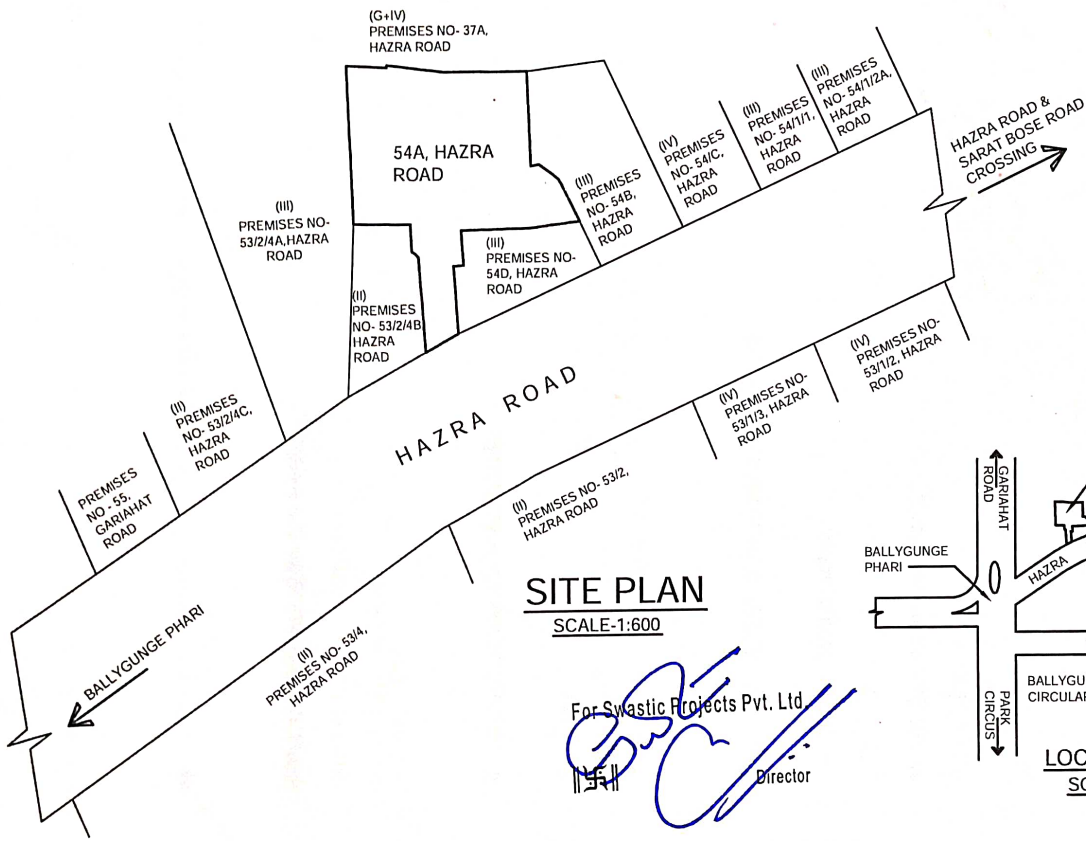 (G+IV)
PREMISES NO- 37A,
HAZRA ROAD
54A, HAZRA
ROAD
(III)
PREMISES NO-
53/2/4A,HAZRA
ROAD
(II)
PREMISES
NO- 53/2/4B
HAZRA
ROAD
(III)
PREMISES NO-
54D, HAZRA
ROAD
(III)
PREMISES
NO- 54B,
HAZRA
ROAD
(IV)
PREMISES
NO- 54/C,
HAZRA
ROAD
(III)
PREMISES
NO- 54/1/1,
HAZRA
ROAD
(III)
PREMISES
NO- 54/1/2A,
HAZRA
ROAD
HAZRA ROAD &
SARAT BOSE ROAD
CROSSING
(II)
PREMISES
NO- 53/2/4C,
HAZRA
ROAD
PREMISES
NO - 55,
GARIAHAT
ROAD
HAZRA ROAD
(IV)
PREMISES NO-
53/1/2, HAZRA
ROAD
(IV)
PREMISES NO-
53/1/3, HAZRA
ROAD
(II)
PREMISES NO- 53/2,
HAZRA ROAD
(II)
PREMISES NO- 53/4,
HAZRA ROAD
BALLYGUNGE PHARI
SITE PLAN
SCALE-1:600
For Swastic Projects Pvt. Ltd.
Director
GARIAHAT
ROAD
BALLYGUNGE
PHARI
HAZRA
BALLYGU
CIRCULAR
PARK
CIRCUS
LOC
SC